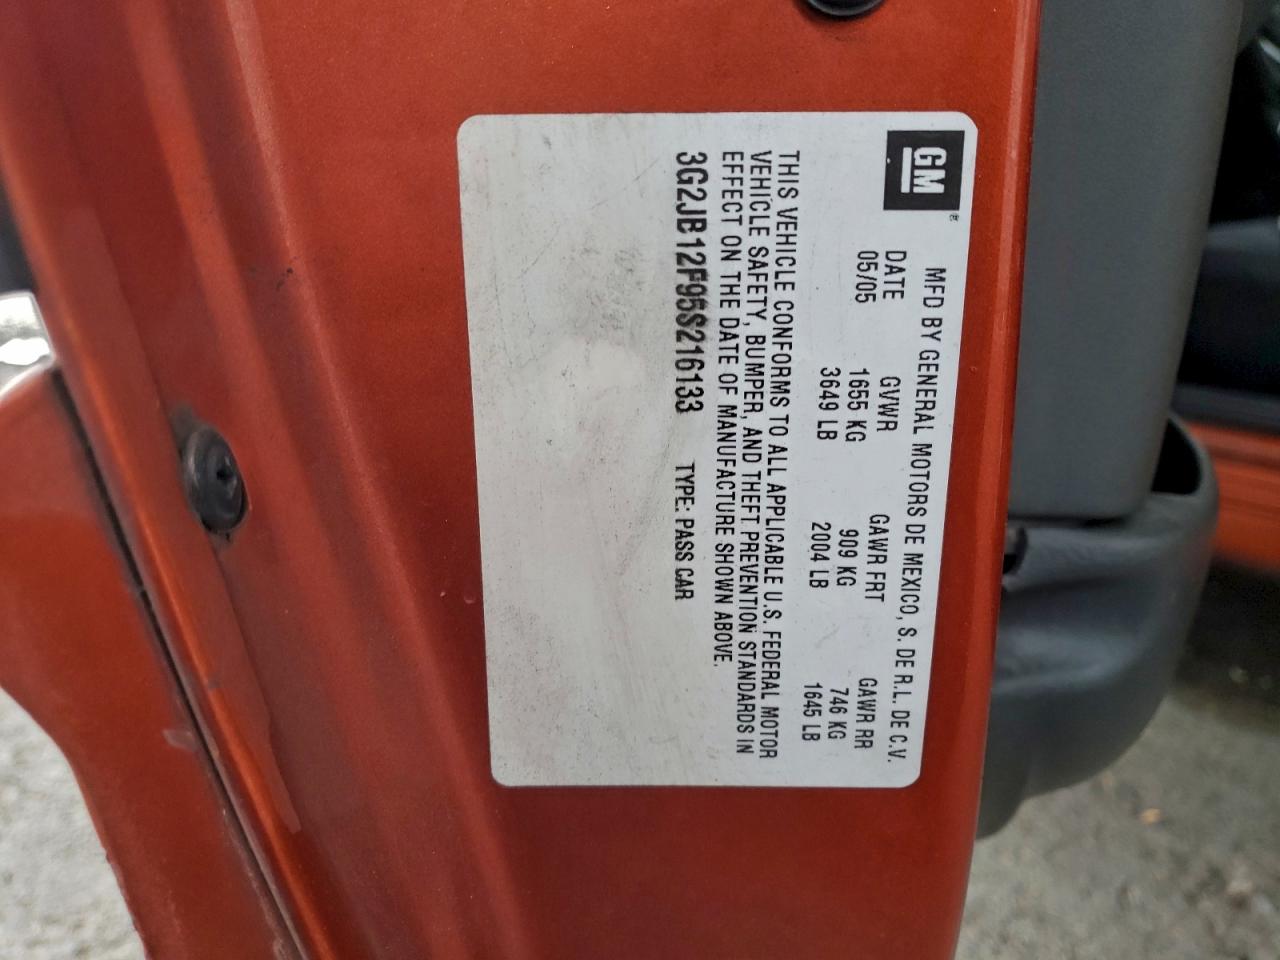 GM ®
MFD BY GENERAL MOTORS DE MEXICO, S. DE R.L. DE C.V.
DATE GVWR GAWR FRT GAWR RR
05/05 1655 KG 909 KG 746 KG
3649 LB 2004 LB 1645 LB
THIS VEHICLE CONFORMS TO ALL APPLICABLE U.S. FEDERAL MOTOR
VEHICLE SAFETY, BUMPER, AND THEFT PREVENTION STANDARDS IN
EFFECT ON THE DATE OF MANUFACTURE SHOWN ABOVE.
3G2JB12F95S216133 TYPE: PASS CAR